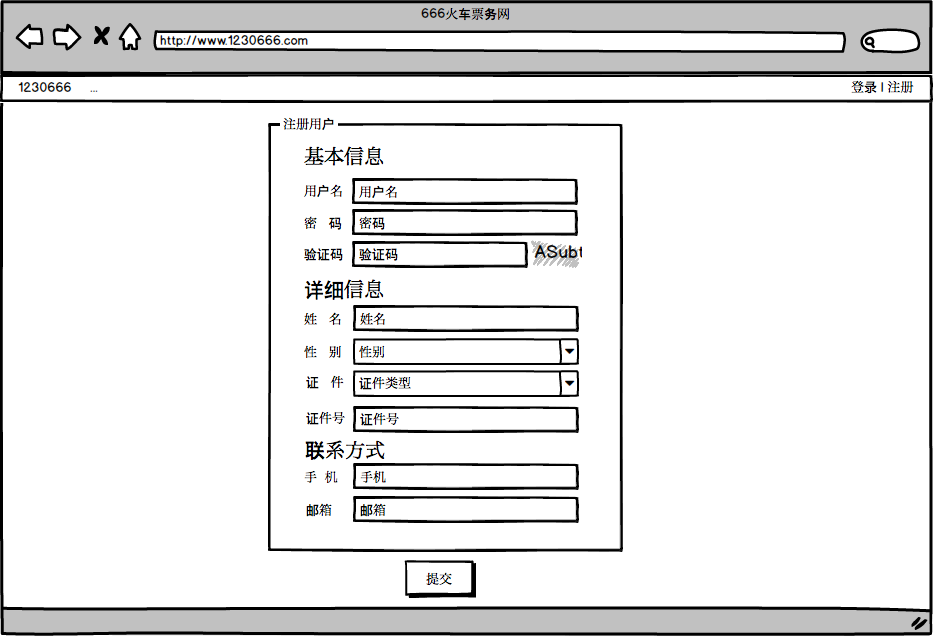 666火车票务网
http://www.1230666.com
1230666 ... 登录 | 注册
注册用户
基本信息
用户名 用户名
密 码 密码
验证码 验证码 ASubt
详细信息
姓 名 姓名
性 别 性别
证 件 证件类型
证件号 证件号
联系方式
手 机 手机
邮箱 邮箱
提交